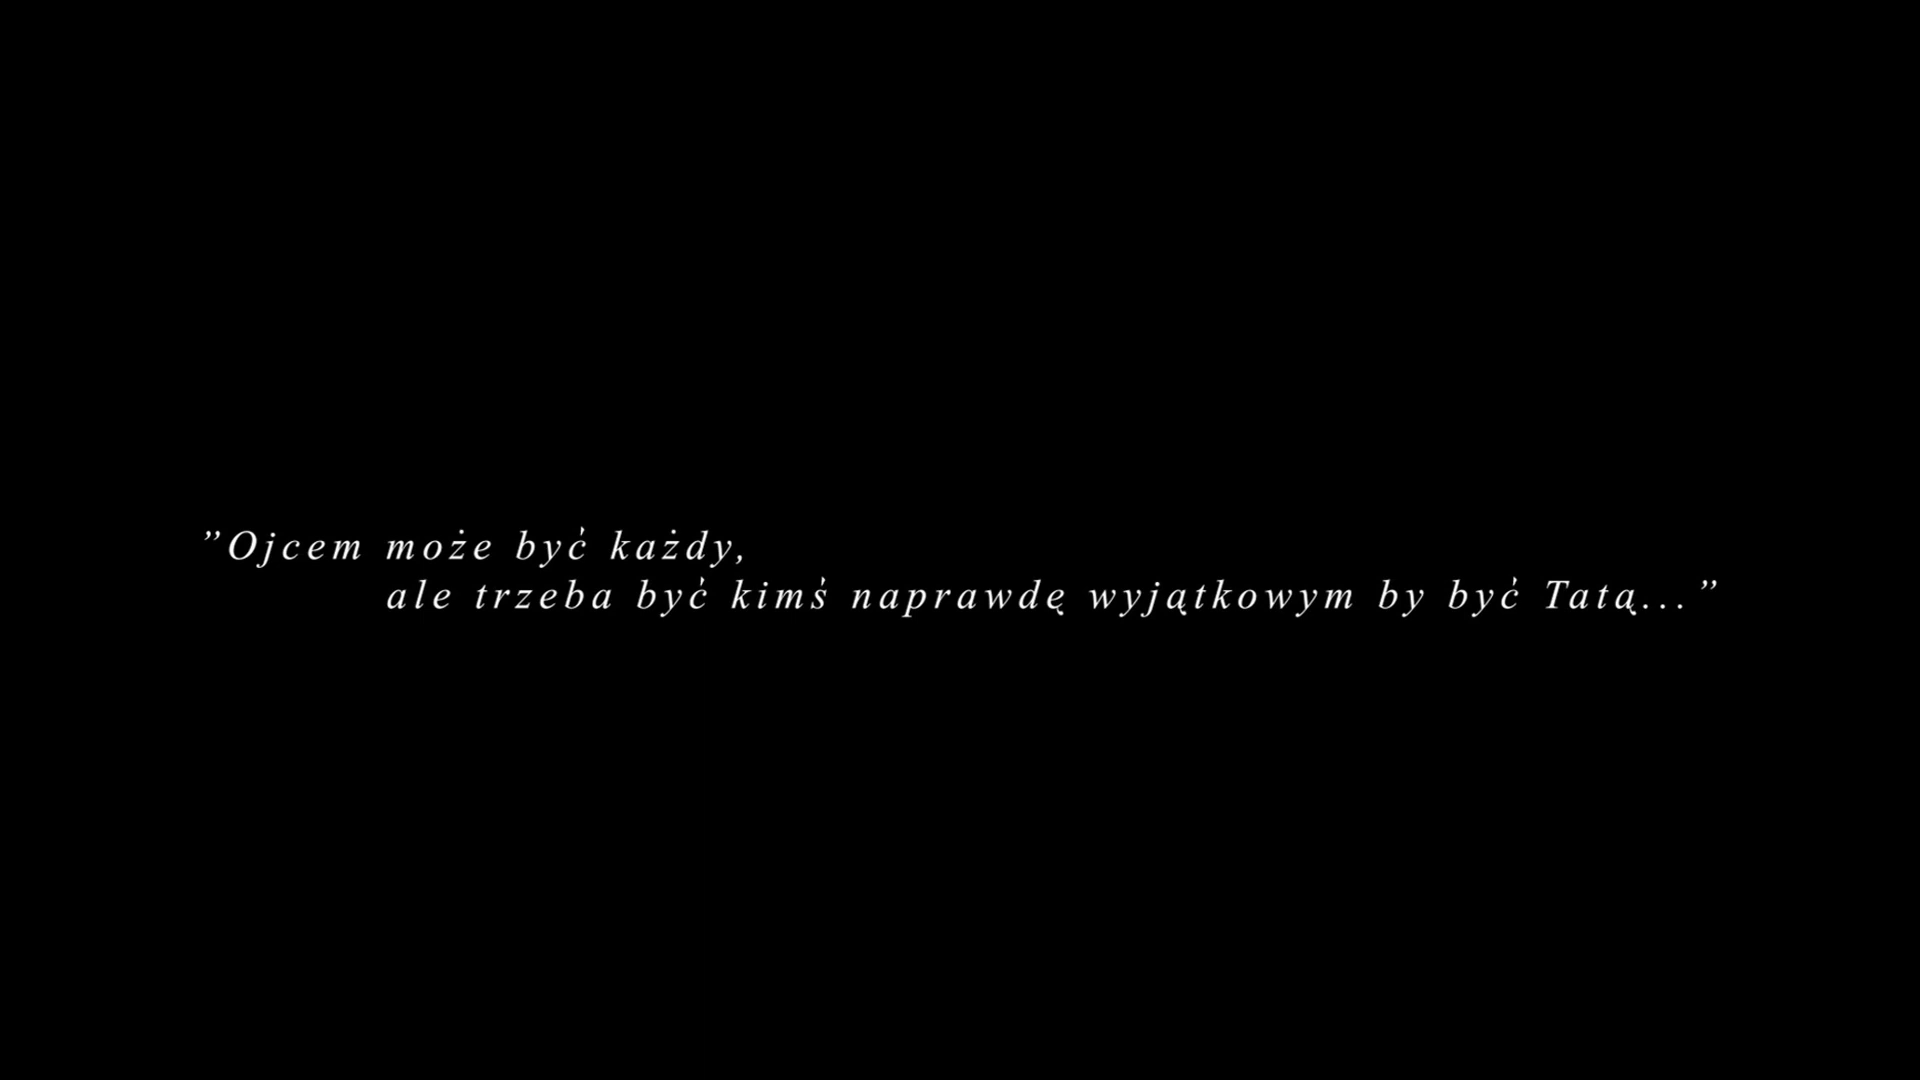 ”Ojcem może być każdy,
ale trzeba być kimś naprawdę wyjątkowym by być Tatą...”